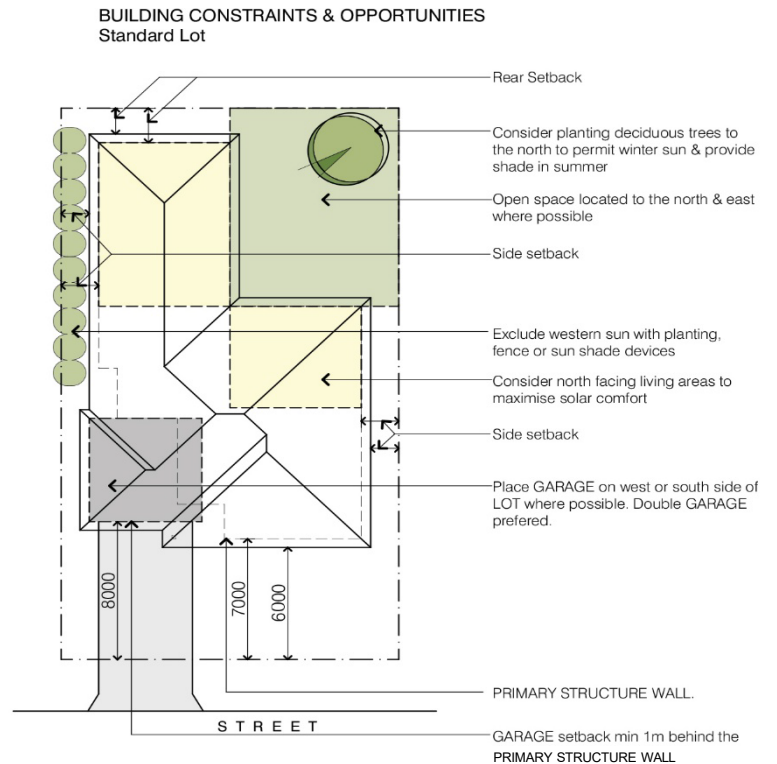 BUILDING CONSTRAINTS & OPPORTUNITIES
Standard Lot
Rear Setback
Consider planting deciduous trees to
the north to permit winter sun & provide
shade in summer
Open space located to the north & east
where possible
Side setback
Exclude western sun with planting,
fence or sun shade devices
Consider north facing living areas to
maximise solar comfort
Side setback
Place GARAGE on west or south side of
LOT where possible. Double GARAGE
prefered.
8000
7000
6000
PRIMARY STRUCTURE WALL.
STREET
GARAGE setback min 1m behind the
PRIMARY STRUCTURE WALL